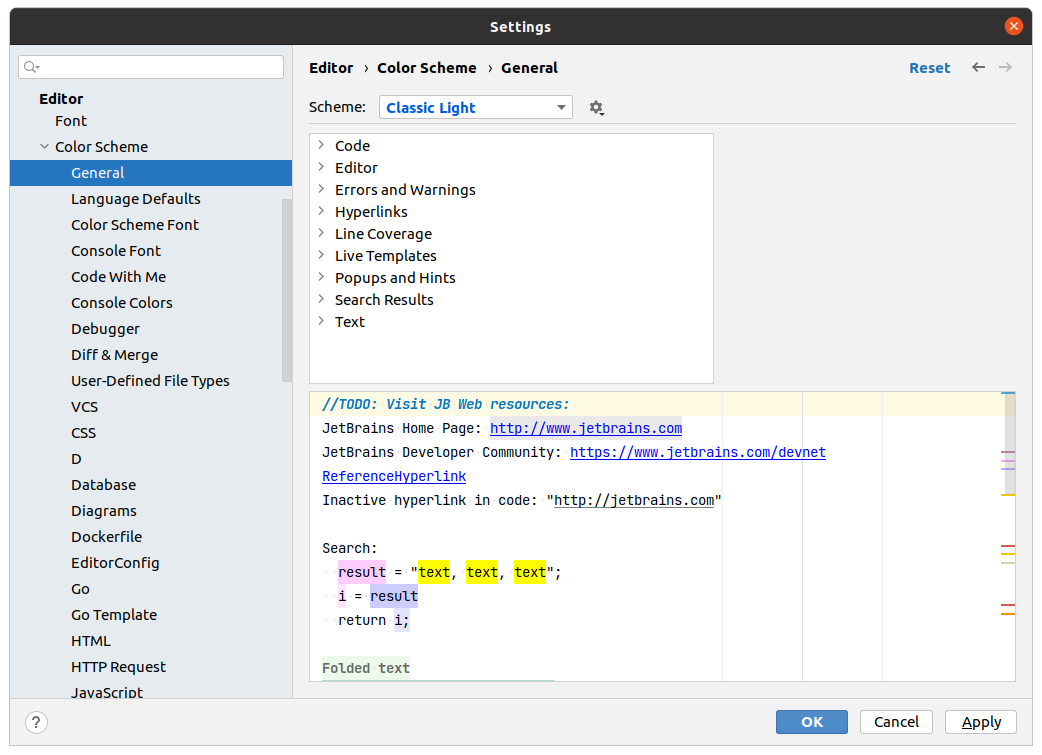 Settings
Editor
Font
Color Scheme
General
Language Defaults
Color Scheme Font
Console Font
Code With Me
Console Colors
Debugger
Diff & Merge
User-Defined File Types
VCS
CSS
D
Database
Diagrams
Dockerfile
EditorConfig
Go
Go Template
HTML
HTTP Request
JavaScript
Editor › Color Scheme › General
Reset
Scheme: Classic Light
Code
Editor
Errors and Warnings
Hyperlinks
Line Coverage
Live Templates
Popups and Hints
Search Results
Text
//TODO: Visit JB Web resources:
JetBrains Home Page: http://www.jetbrains.com
JetBrains Developer Community: https://www.jetbrains.com/devnet
ReferenceHyperlink
Inactive hyperlink in code: "http://jetbrains.com"
Search:
result = "text, text, text";
i = result
return i;
Folded text
?
OK Cancel Apply